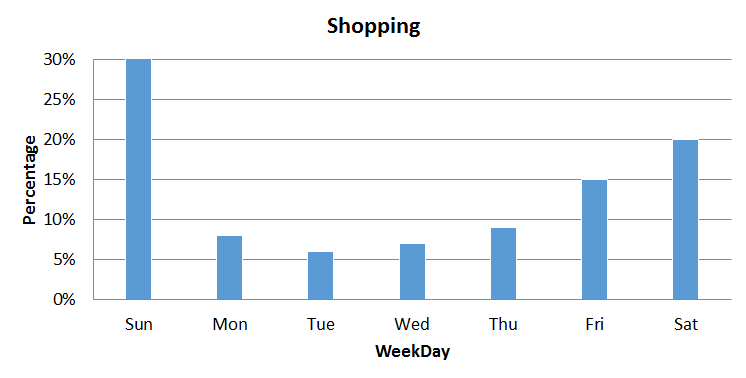 Shopping
30%
25%
20%
15%
10%
5%
0%
Percentage
Sun Mon Tue Wed Thu Fri Sat
WeekDay